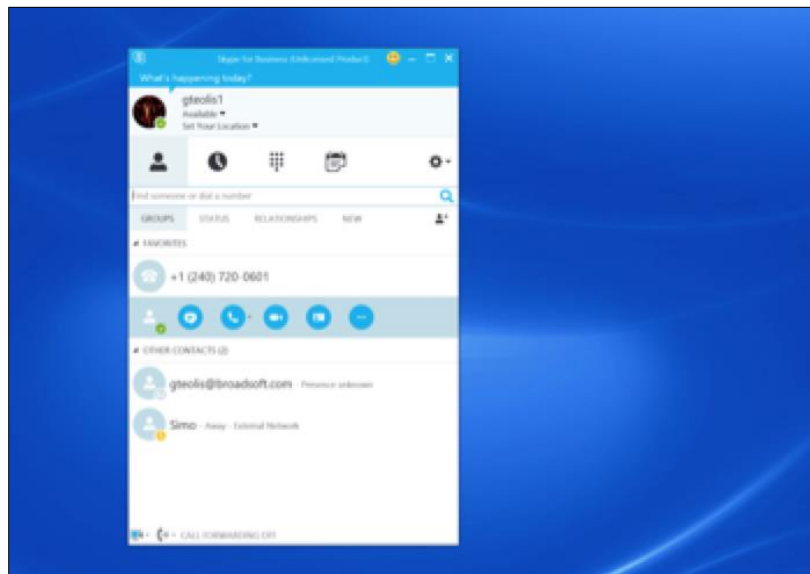 Skype for Business (Unlicensed Product)
What's happening today?
gteolis1
Available
Set Your Location
Find someone or dial a number
GROUPS STATUS RELATIONSHIPS NEW
FAVORITES
+1 (240) 720-0601
OTHER CONTACTS (2)
gteolis@broadsoft.com - Presence unknown
Simo - Away - External Network
CALL FORWARDING OFF